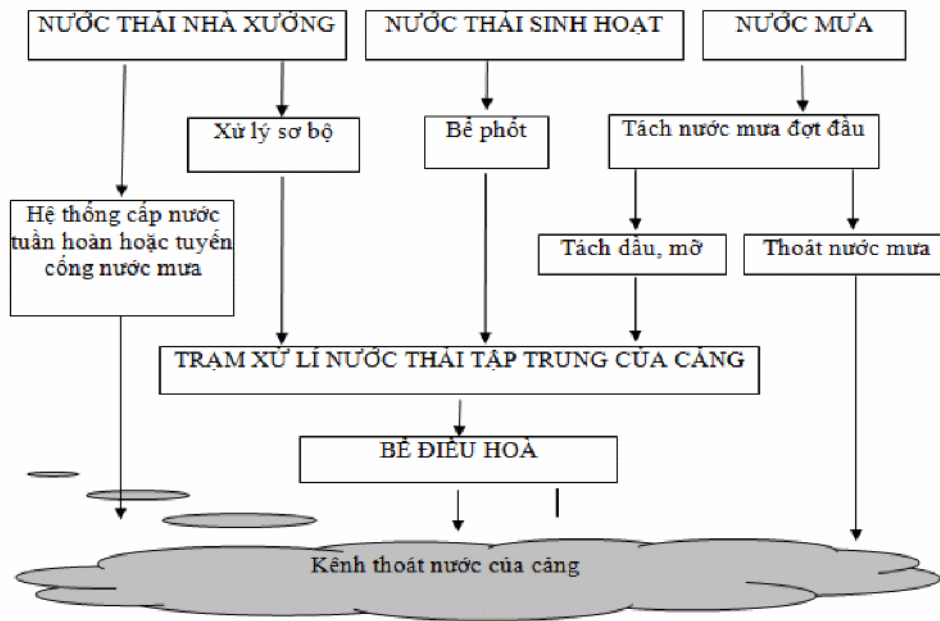 NƯỚC THẢI NHÀ XƯỞNG
NƯỚC THẢI SINH HOẠT
NƯỚC MƯA
Xử lý sơ bộ
Bể phốt
Tách nước mưa đợt đầu
Hệ thống cấp nước
tuần hoàn hoặc tuyến
cống nước mưa
Tách dầu, mỡ
Thoát nước mưa
TRẠM XỬ LÍ NƯỚC THẢI TẬP TRUNG CỦA CẢNG
BỂ ĐIỀU HOÀ
Kênh thoát nước của cảng